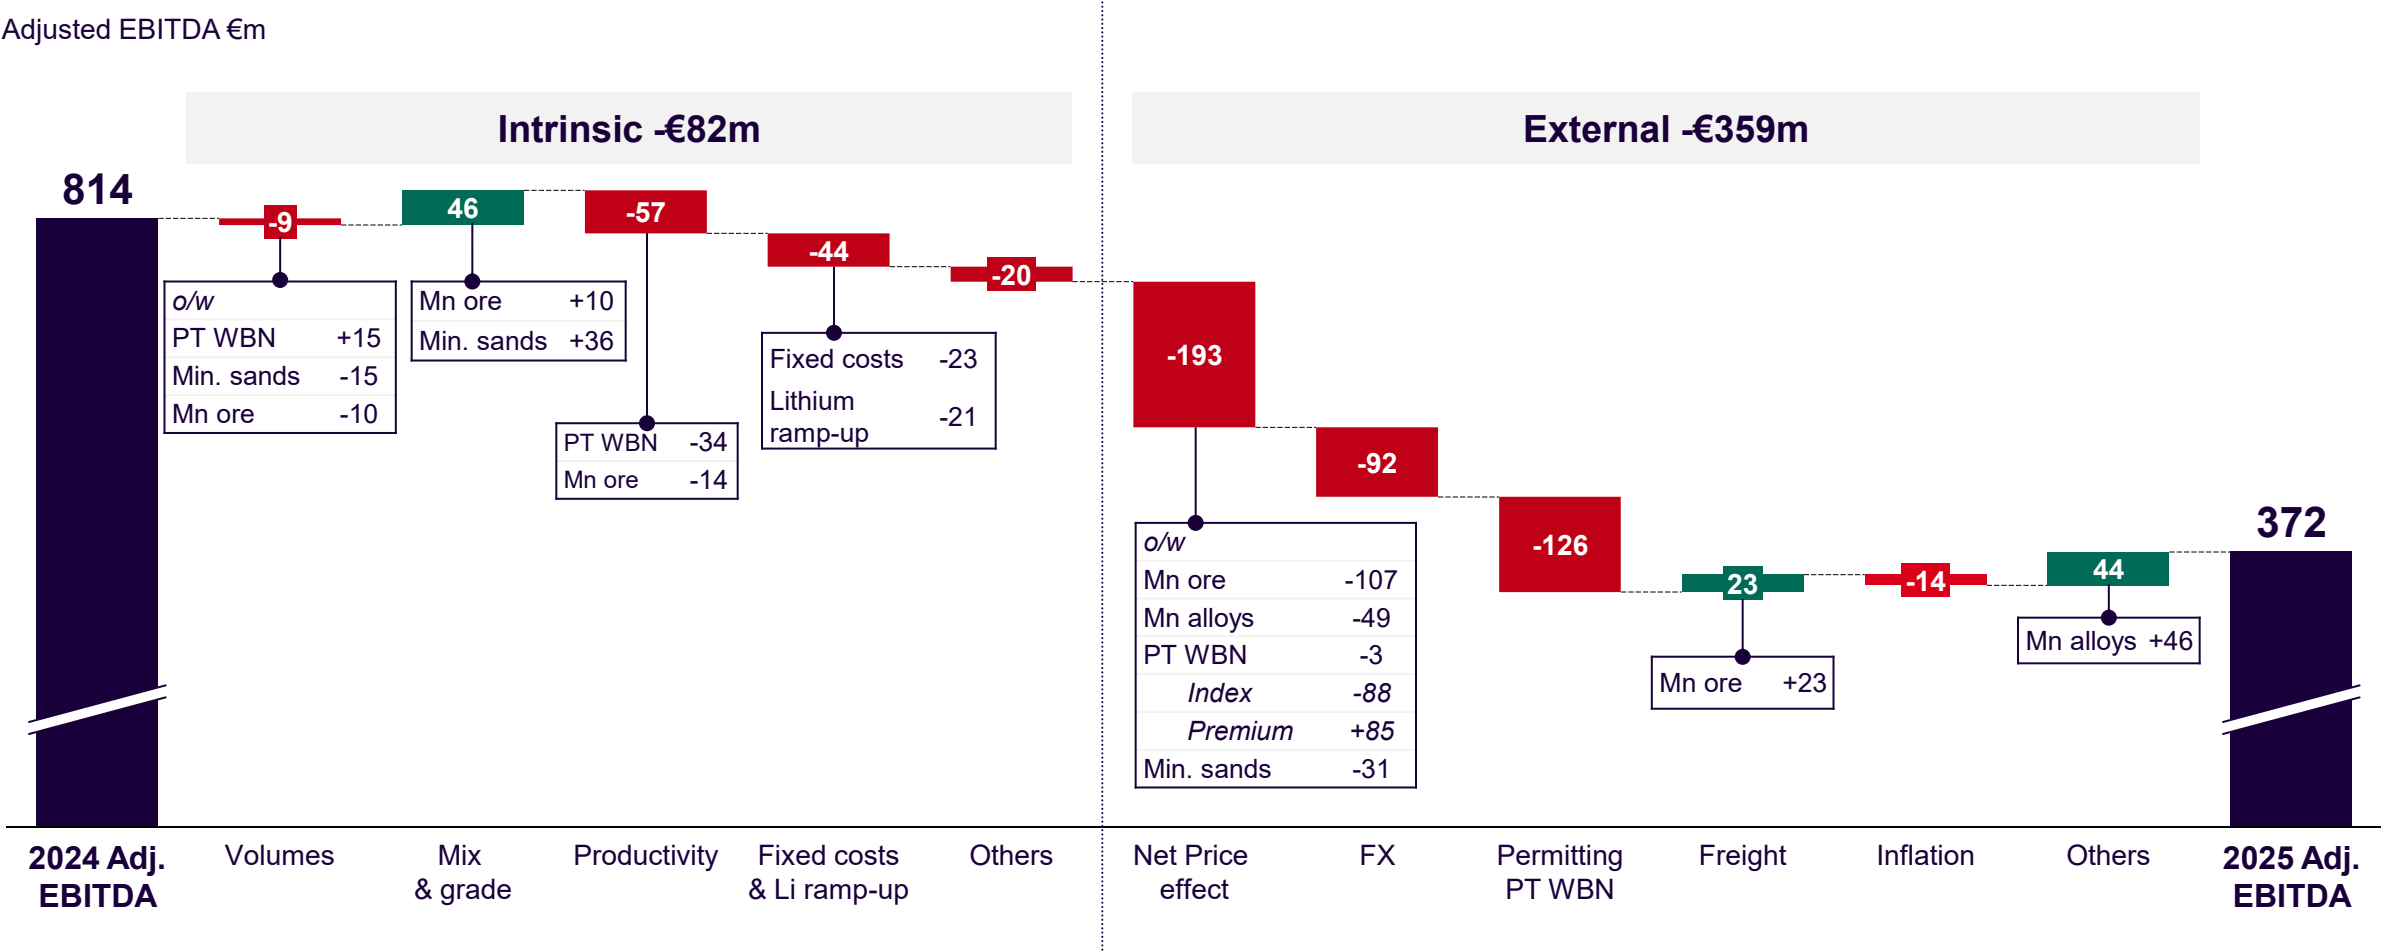 Adjusted EBITDA €m
Intrinsic -€82m
External -€359m
814
-9
46
-57
-44
-20
-193
-92
-126
23
-14
44
372
o/w
PT WBN +15
Min. sands -15
Mn ore -10
Mn ore +10
Min. sands +36
PT WBN -34
Mn ore -14
Fixed costs -23
Lithium
ramp-up -21
o/w
Mn ore -107
Mn alloys -49
PT WBN -3
Index -88
Premium +85
Min. sands -31
Mn ore +23
Mn alloys +46
2024 Adj.
EBITDA
Volumes
Mix
& grade
Productivity
Fixed costs
& Li ramp-up
Others
Net Price
effect
FX
Permitting
PT WBN
Freight
Inflation
Others
2025 Adj.
EBITDA